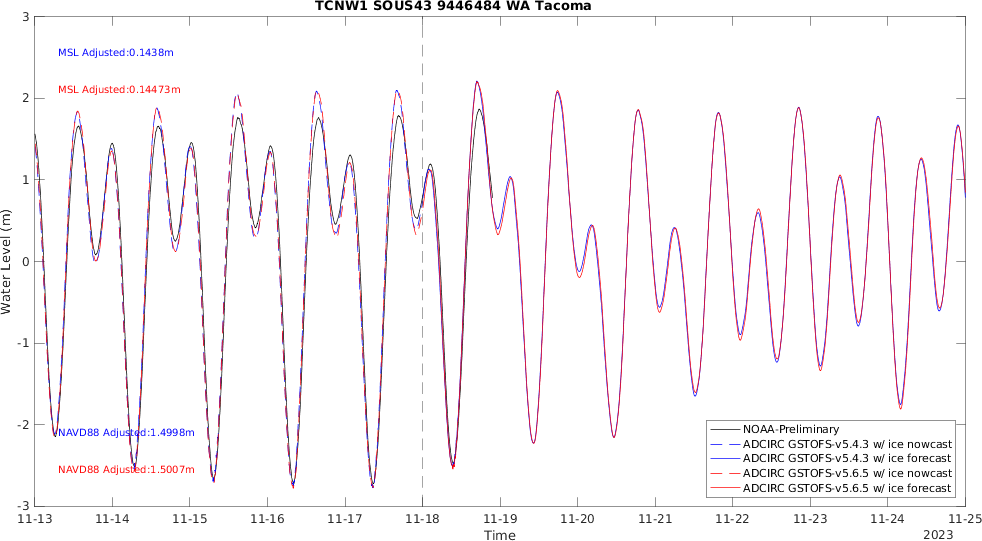 TCNW1 SOUS43 9446484 WA Tacoma
3
2
1
0
-1
-2
-3
Water Level (m)
MSL Adjusted:0.1438m
MSL Adjusted:0.14473m
NAVD88 Adjusted:1.4998m
NAVD88 Adjusted:1.5007m
NOAA-Preliminary
ADCIRC GSTOFS-v5.4.3 w/ ice nowcast
ADCIRC GSTOFS-v5.4.3 w/ ice forecast
ADCIRC GSTOFS-v5.6.5 w/ ice nowcast
ADCIRC GSTOFS-v5.6.5 w/ ice forecast
11-13 11-14 11-15 11-16 11-17 11-18 11-19 11-20 11-21 11-22 11-23 11-24 11-25
Time
2023